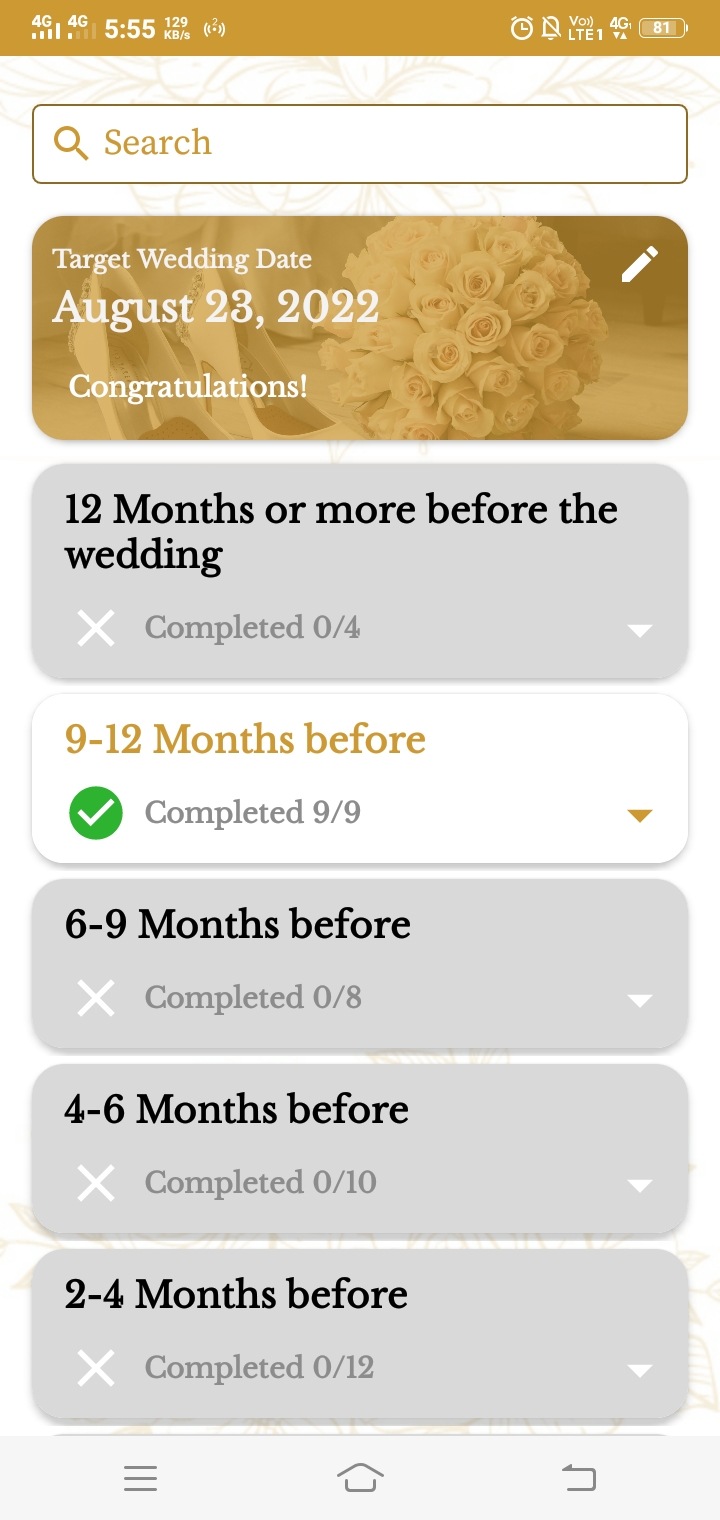 4G 4G 5:55 129 KB/s 2 Vo)) LTE1 4G 81
Search
Target Wedding Date
August 23, 2022
Congratulations!
12 Months or more before the
wedding
Completed 0/4
9-12 Months before
Completed 9/9
6-9 Months before
Completed 0/8
4-6 Months before
Completed 0/10
2-4 Months before
Completed 0/12